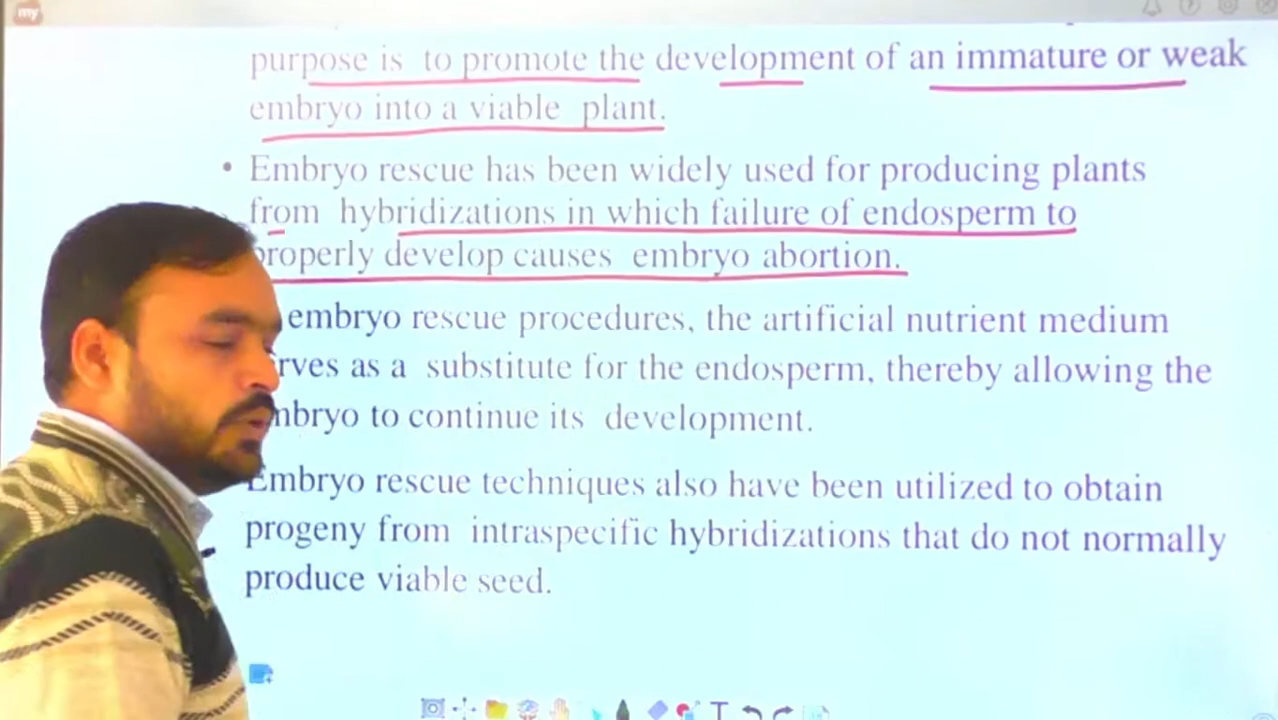 my
purpose is to promote the development of an immature or weak
embryo into a viable plant.
• Embryo rescue has been widely used for producing plants
from hybridizations in which failure of endosperm to
properly develop causes embryo abortion.
embryo rescue procedures, the artificial nutrient medium
rves as a substitute for the endosperm, thereby allowing the
mbryo to continue its development.
Embryo rescue techniques also have been utilized to obtain
progeny from intraspecific hybridizations that do not normally
produce viable seed.
T